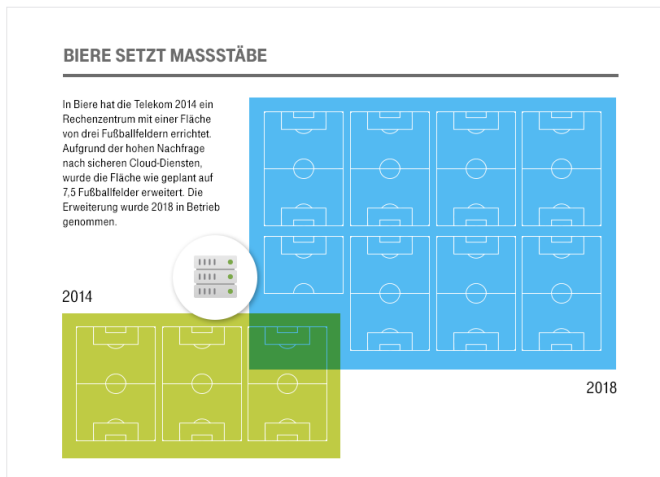 BIERE SETZT MASSSTÄBE
In Biere hat die Telekom 2014 ein
Rechenzentrum mit einer Fläche
von drei Fußballfeldern errichtet.
Aufgrund der hohen Nachfrage
nach sicheren Cloud-Diensten,
wurde die Fläche wie geplant auf
7,5 Fußballfelder erweitert. Die
Erweiterung wurde 2018 in Betrieb
genommen.
2014
2018